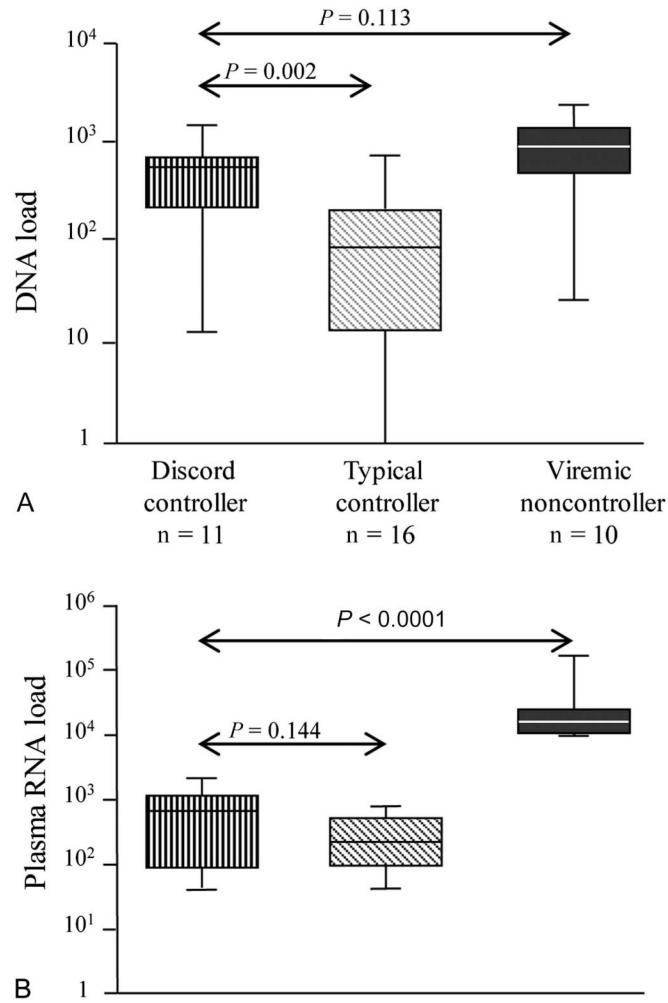 P = 0.113
P = 0.002
10⁴
10³
10²
10
1
DNA load
Discord controller n = 11
Typical controller n = 16
Viremic noncontroller n = 10
A
10⁶
10⁵
10⁴
10³
10²
10¹
1
Plasma RNA load
P < 0.0001
P = 0.144
B